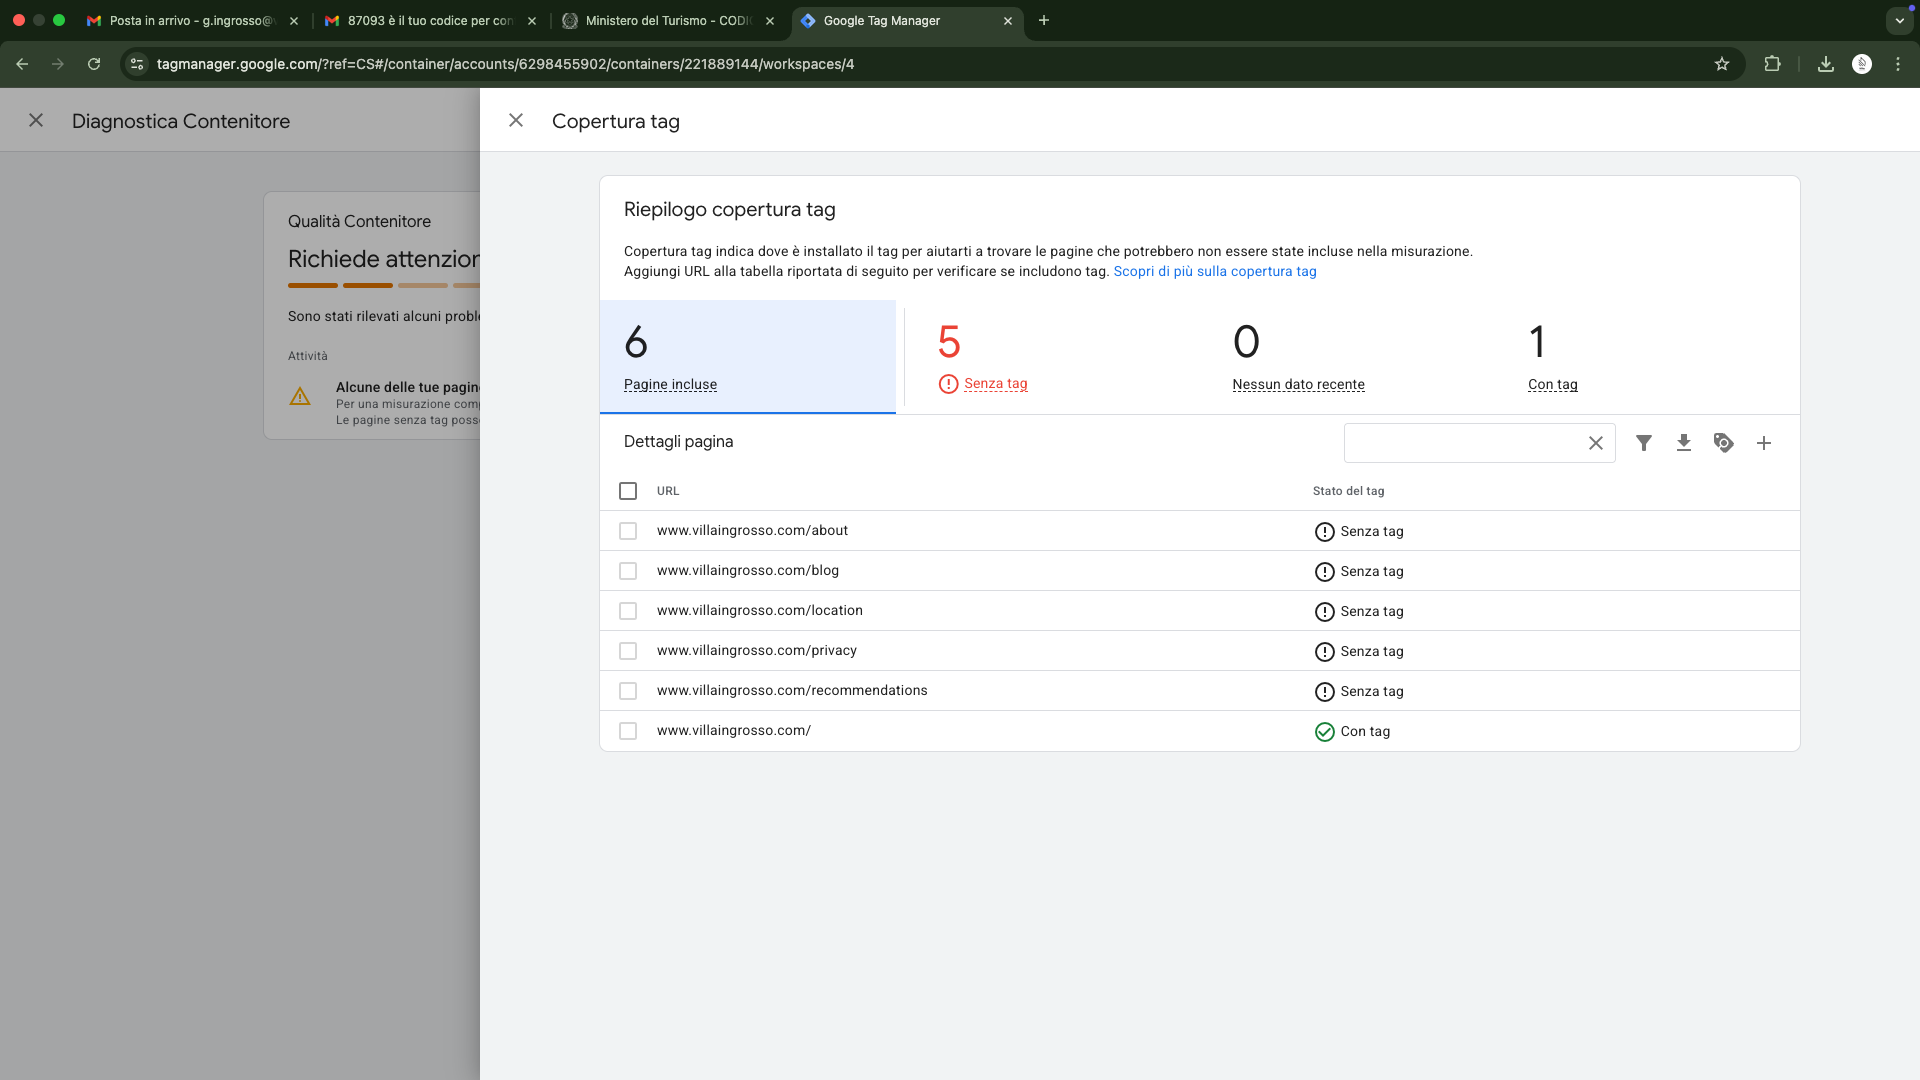 Posta in arrivo - g.ingrosso@
87093 è il tuo codice per con
Ministero del Turismo - CODI
Google Tag Manager
tagmanager.google.com/?ref=CS#/container/accounts/6298455902/containers/221889144/workspaces/4
Diagnostica Contenitore
Copertura tag
Qualità Contenitore
Richiede attenzion
Sono stati rilevati alcuni proble
Attività
Alcune delle tue pagin
Per una misurazione comp
Le pagine senza tag posso
Riepilogo copertura tag
Copertura tag indica dove è installato il tag per aiutarti a trovare le pagine che potrebbero non essere state incluse nella misurazione.
Aggiungi URL alla tabella riportata di seguito per verificare se includono tag. Scopri di più sulla copertura tag
6
Pagine incluse
5
Senza tag
0
Nessun dato recente
1
Con tag
Dettagli pagina
URL
Stato del tag
www.villaingrosso.com/about
Senza tag
www.villaingrosso.com/blog
Senza tag
www.villaingrosso.com/location
Senza tag
www.villaingrosso.com/privacy
Senza tag
www.villaingrosso.com/recommendations
Senza tag
www.villaingrosso.com/
Con tag